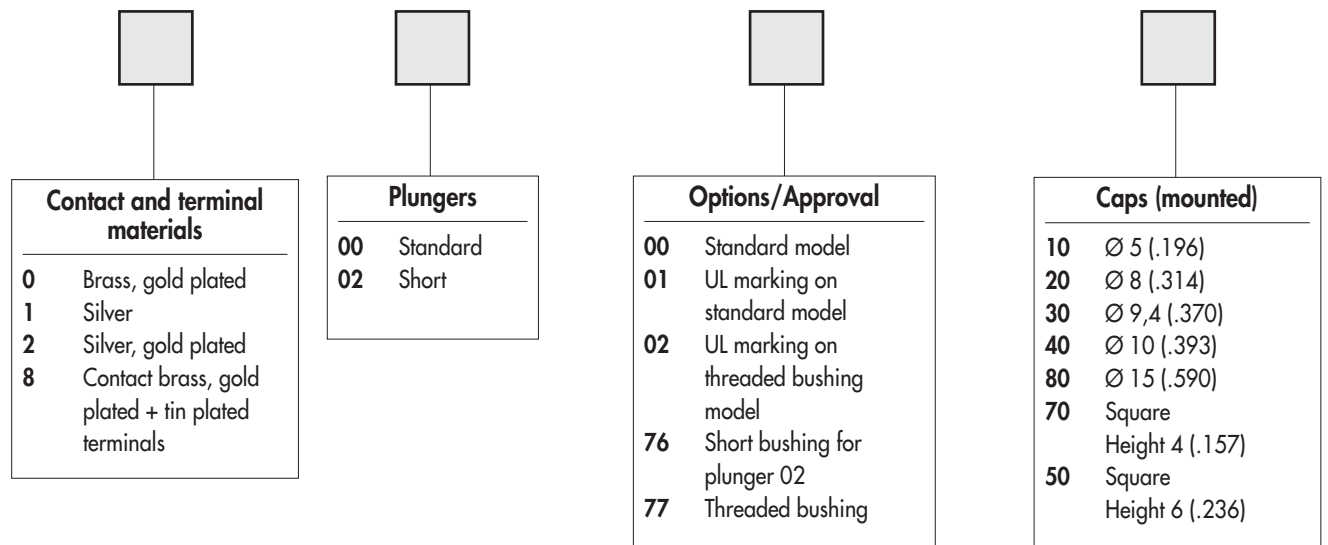 Contact and terminal
materials
0 Brass, gold plated
1 Silver
2 Silver, gold plated
8 Contact brass, gold
plated + tin plated
terminals
Plungers
00 Standard
02 Short
Options/Approval
00 Standard model
01 UL marking on
standard model
02 UL marking on
threaded bushing
model
76 Short bushing for
plunger 02
77 Threaded bushing
Caps (mounted)
10 Ø 5 (.196)
20 Ø 8 (.314)
30 Ø 9,4 (.370)
40 Ø 10 (.393)
80 Ø 15 (.590)
70 Square
Height 4 (.157)
50 Square
Height 6 (.236)